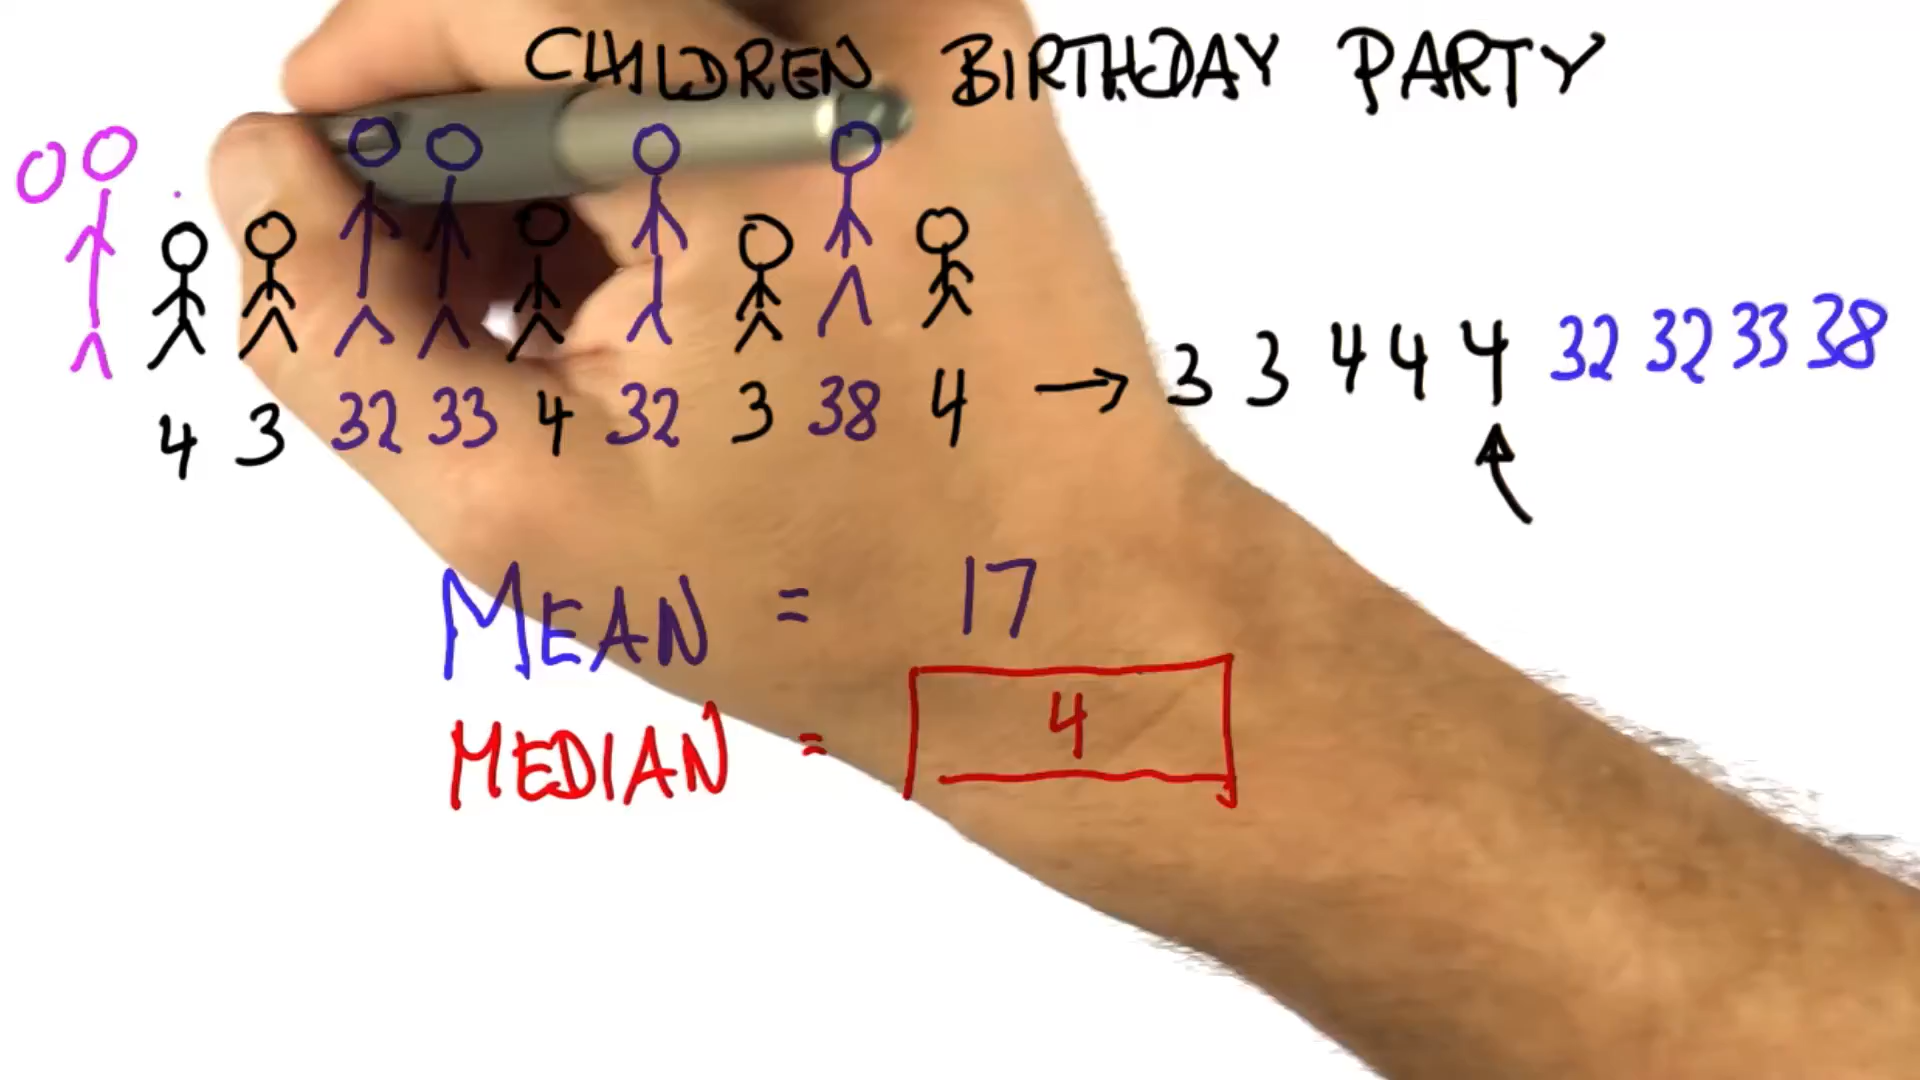 CHILDREN BIRTHDAY PARTY
4 3 32 33 4 32 3 38 4 → 3 3 4 4 4 32 32 33 38
MEAN = 17
MEDIAN = 4